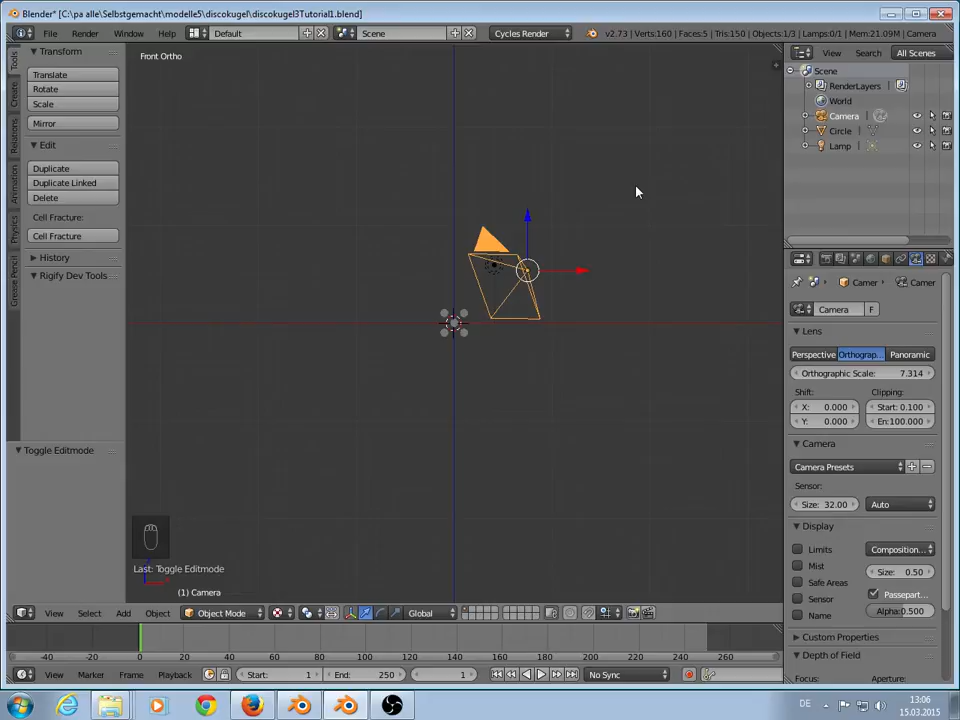 Blender* [C:\pa alle\Selbstgemacht\modelle5\discokugel\discokugel3Tutorial1.blend]
File Render Window Help Default Scene Cycles Render v2.73 | Verts:160 | Faces:5 | Tris:150 | Objects:1/3 | Lamps:0/1 | Mem:21.09M | Camera
Tools
Create
Relations
Animation
Physics
Grease Pencil
Transform
Translate
Rotate
Scale
Mirror
Edit
Duplicate
Duplicate Linked
Delete
Cell Fracture:
Cell Fracture
History
Rigify Dev Tools
Toggle Editmode
Front Ortho
Last: Toggle Editmode
(1) Camera
View Search All Scenes
Scene
RenderLayers
World
Camera
Circle
Lamp
Camer Camer
Camera F
Lens
Perspective Orthograp... Panoramic
Orthographic Scale: 7.314
Shift: Clipping:
X: 0.000 Start: 0.100
Y: 0.000 En:100.000
Camera
Camera Presets
Sensor:
Size: 32.00 Auto
Display
Limits Composition...
Mist Size: 0.50
Safe Areas
Sensor Passepart...
Name Alpha:0.500
Custom Properties
Depth of Field
Focus: Aperture:
View Select Add Object Object Mode Global
-40 -20 0 20 40 60 80 100 120 140 160 180 200 220 240 260
View Marker Frame Playback Start: 1 End: 250 1 No Sync
DE 13:06
15.03.2015